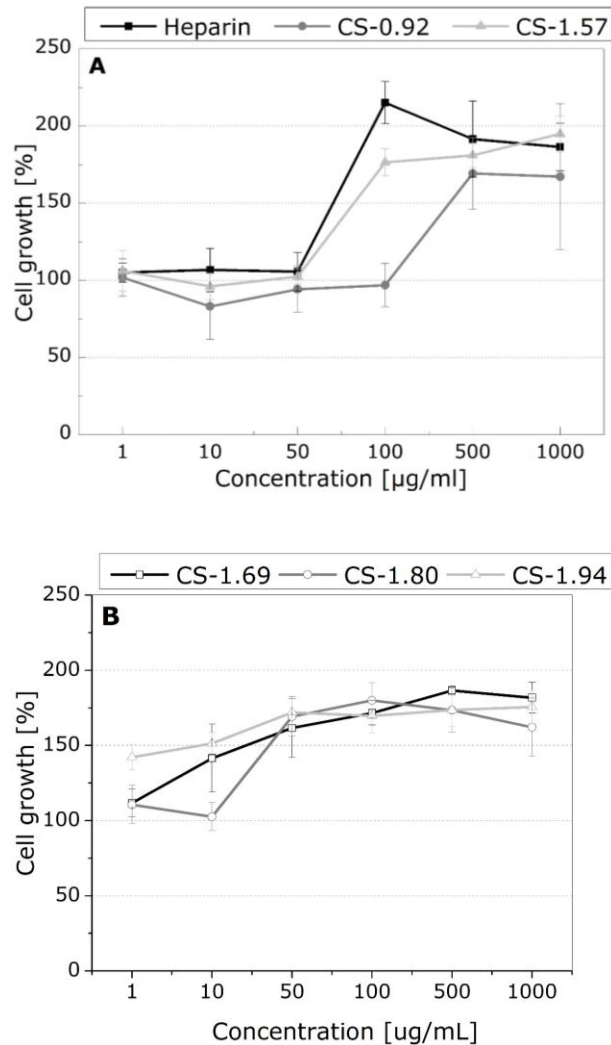 Heparin CS-0.92 CS-1.57
A
250
200
150
100
50
0
Cell growth [%]
1 10 50 100 500 1000
Concentration [µg/ml]
CS-1.69 CS-1.80 CS-1.94
B
250
200
150
100
50
0
Cell growth [%]
1 10 50 100 500 1000
Concentration [ug/mL]